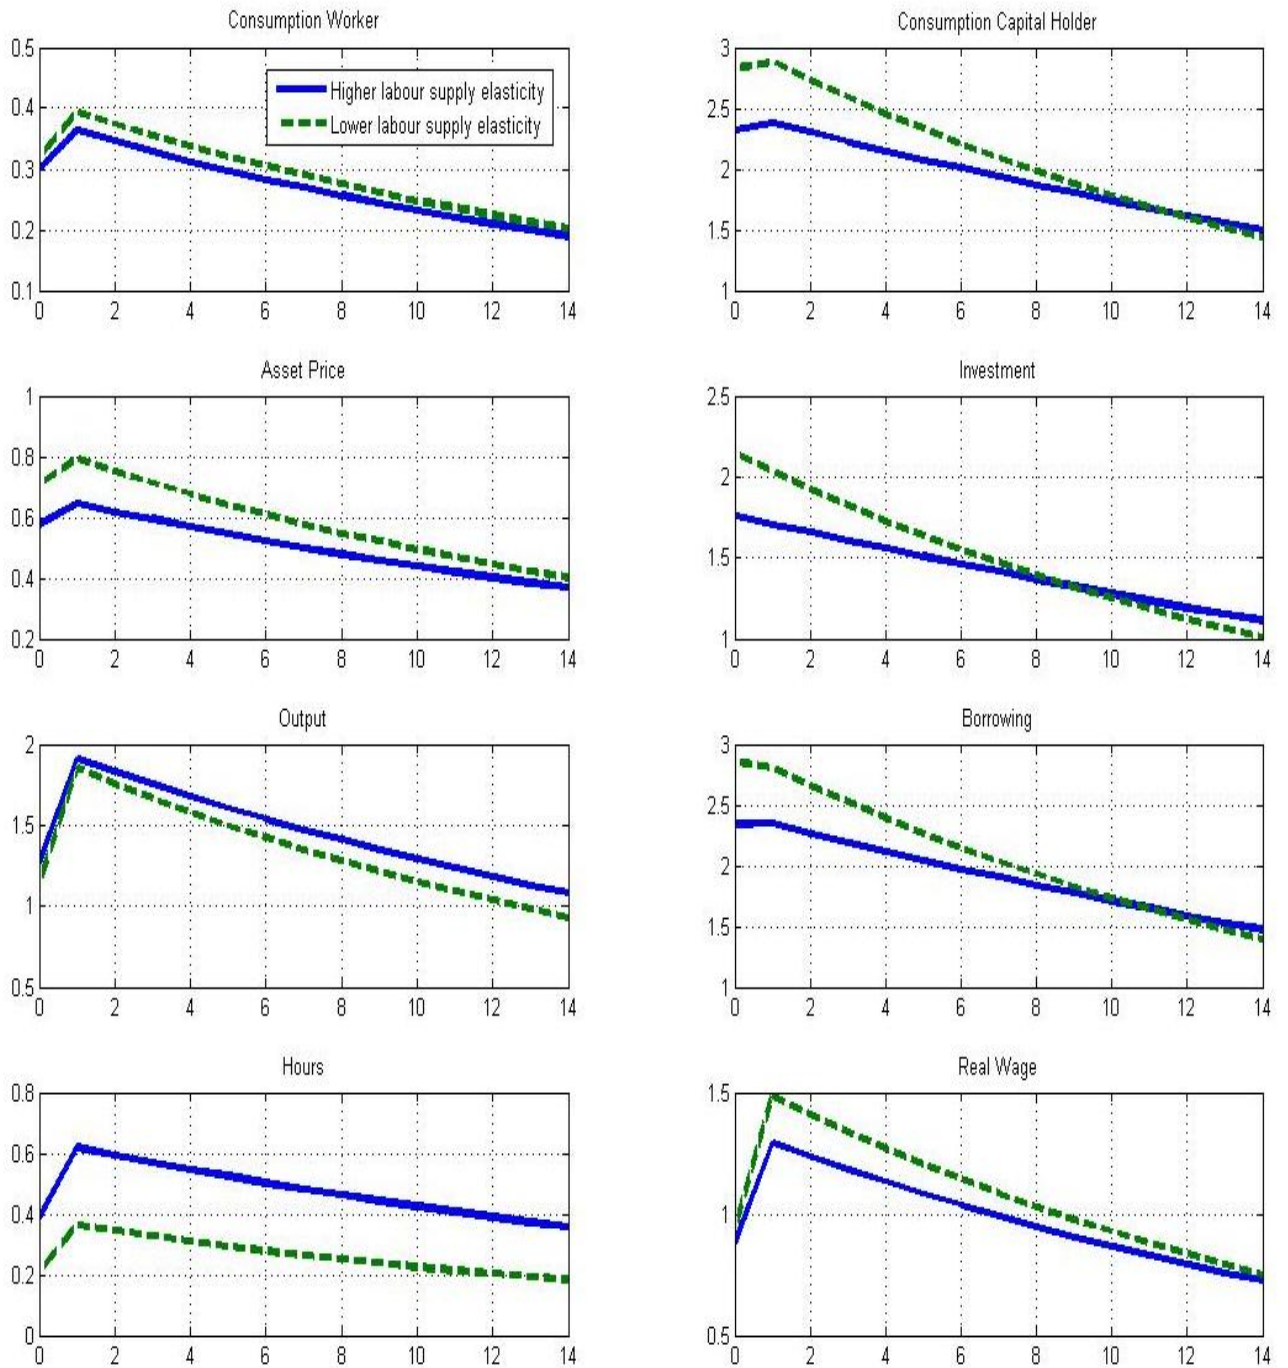 Consumption Worker
0.5
0.4
0.3
0.2
0.1
0 2 4 6 8 10 12 14
Higher labour supply elasticity
Lower labour supply elasticity
Consumption Capital Holder
3
2.5
2
1.5
1
0 2 4 6 8 10 12 14
Asset Price
1
0.8
0.6
0.4
0.2
0 2 4 6 8 10 12 14
Investment
2.5
2
1.5
1
0 2 4 6 8 10 12 14
Output
2
1.5
1
0.5
0 2 4 6 8 10 12 14
Borrowing
3
2.5
2
1.5
1
0 2 4 6 8 10 12 14
Hours
0.8
0.6
0.4
0.2
0
0 2 4 6 8 10 12 14
Real Wage
1.5
1
0.5
0 2 4 6 8 10 12 14